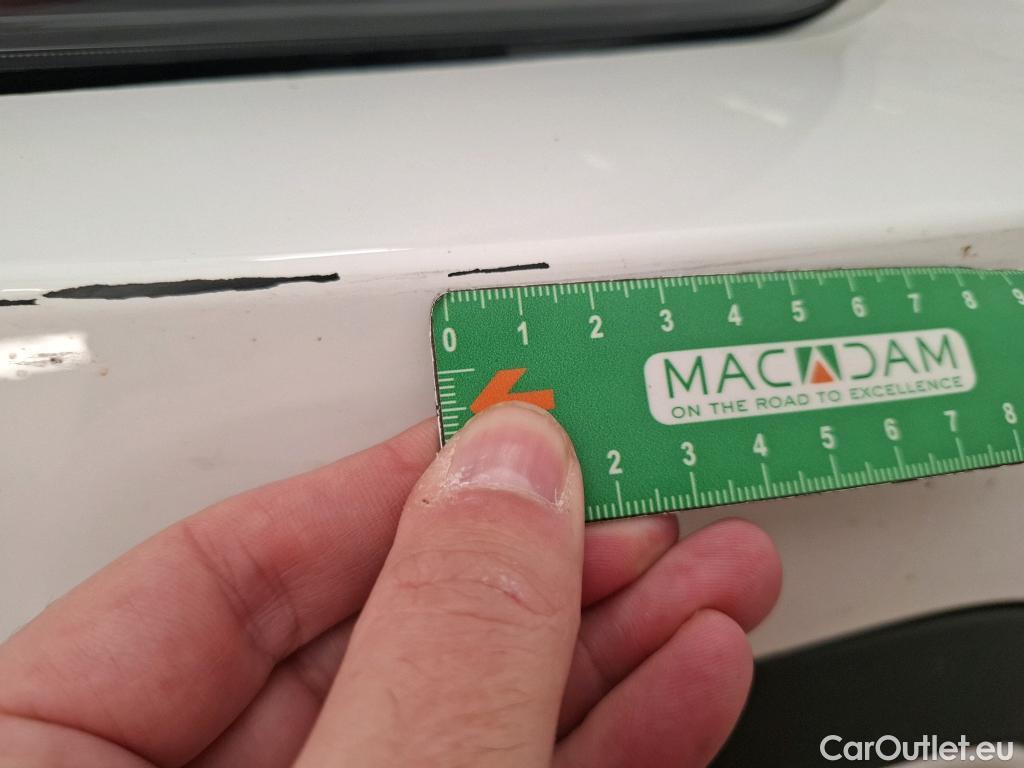 0 1 2 3 4 5 6 7 8 9
MACADAM
ON THE ROAD TO EXCELLENCE
2 3 4 5 6 7 8
CarOutlet.eu